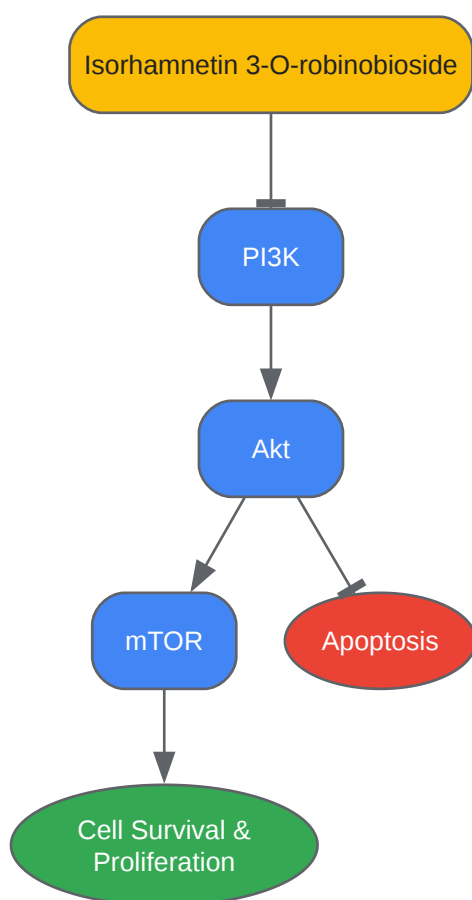 Isorhamnetin 3-O-robinobioside
PI3K
Akt
mTOR
Apoptosis
Cell Survival &
Proliferation